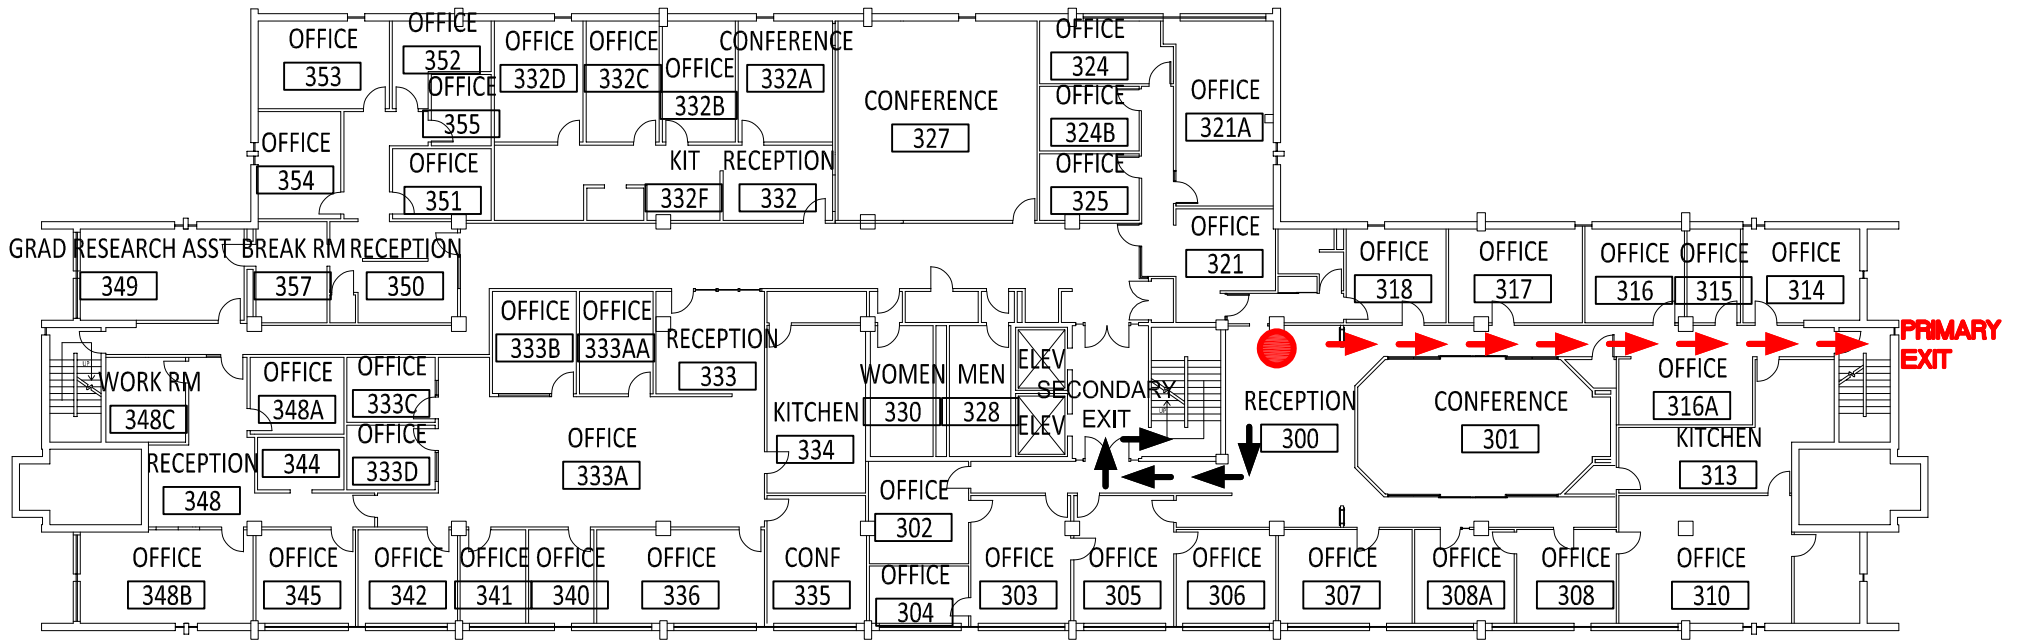 OFFICE
353
OFFICE
352
OFFICE
355
OFFICE
354
OFFICE
351
OFFICE
332D
OFFICE
332C
OFFICE
332B
CONFERENCE
332A
KIT
332F
RECEPTION
332
CONFERENCE
327
OFFICE
324
OFFICE
324B
OFFICE
325
OFFICE
321A
OFFICE
321
GRAD RESEARCH ASST
349
BREAK RM
357
RECEPTION
350
OFFICE
318
OFFICE
317
OFFICE
316
OFFICE
315
OFFICE
314
PRIMARY
EXIT
OFFICE
333B
OFFICE
333AA
RECEPTION
333
UP
WORK RM
348C
OFFICE
348A
OFFICE
333C
OFFICE
333D
344
RECEPTION
348
OFFICE
333A
KITCHEN
334
WOMEN
330
MEN
328
ELEV
ELEV
SECONDARY
EXIT
UP
RECEPTION
300
CONFERENCE
301
OFFICE
316A
KITCHEN
313
OFFICE
302
OFFICE
304
OFFICE
348B
OFFICE
345
OFFICE
342
OFFICE
341
OFFICE
340
OFFICE
336
CONF
335
OFFICE
303
OFFICE
305
OFFICE
306
OFFICE
307
OFFICE
308A
OFFICE
308
OFFICE
310